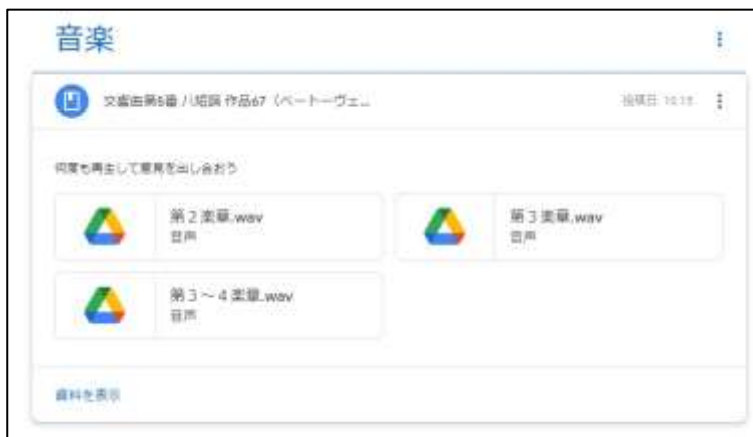 音楽
交響曲第5番 ハ短調 作品67（ベートーヴェ...
投稿日: 10:15
何度も再生して意見を出し合おう
第２楽章.wav
音声
第３楽章.wav
音声
第３～４楽章.wav
音声
資料を表示